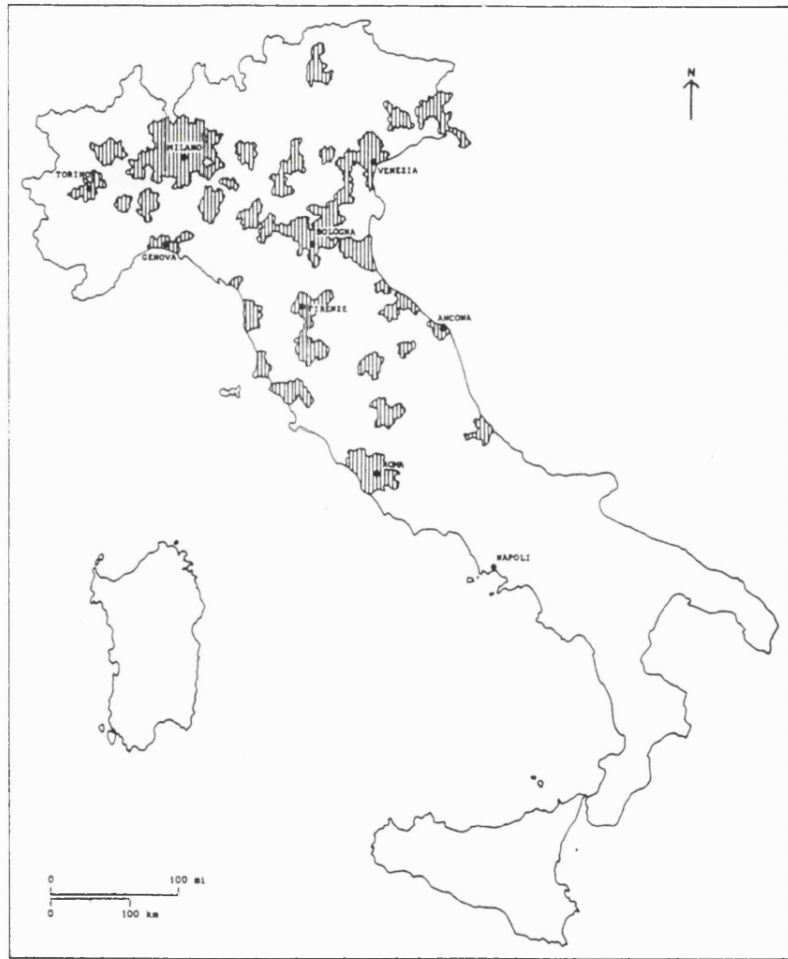 N
MILANO
TORINO
VENEZIA
BOLOGNA
GENOVA
FIRENZE
ANCONA
ROMA
NAPOLI
0 100 mi
0 100 km